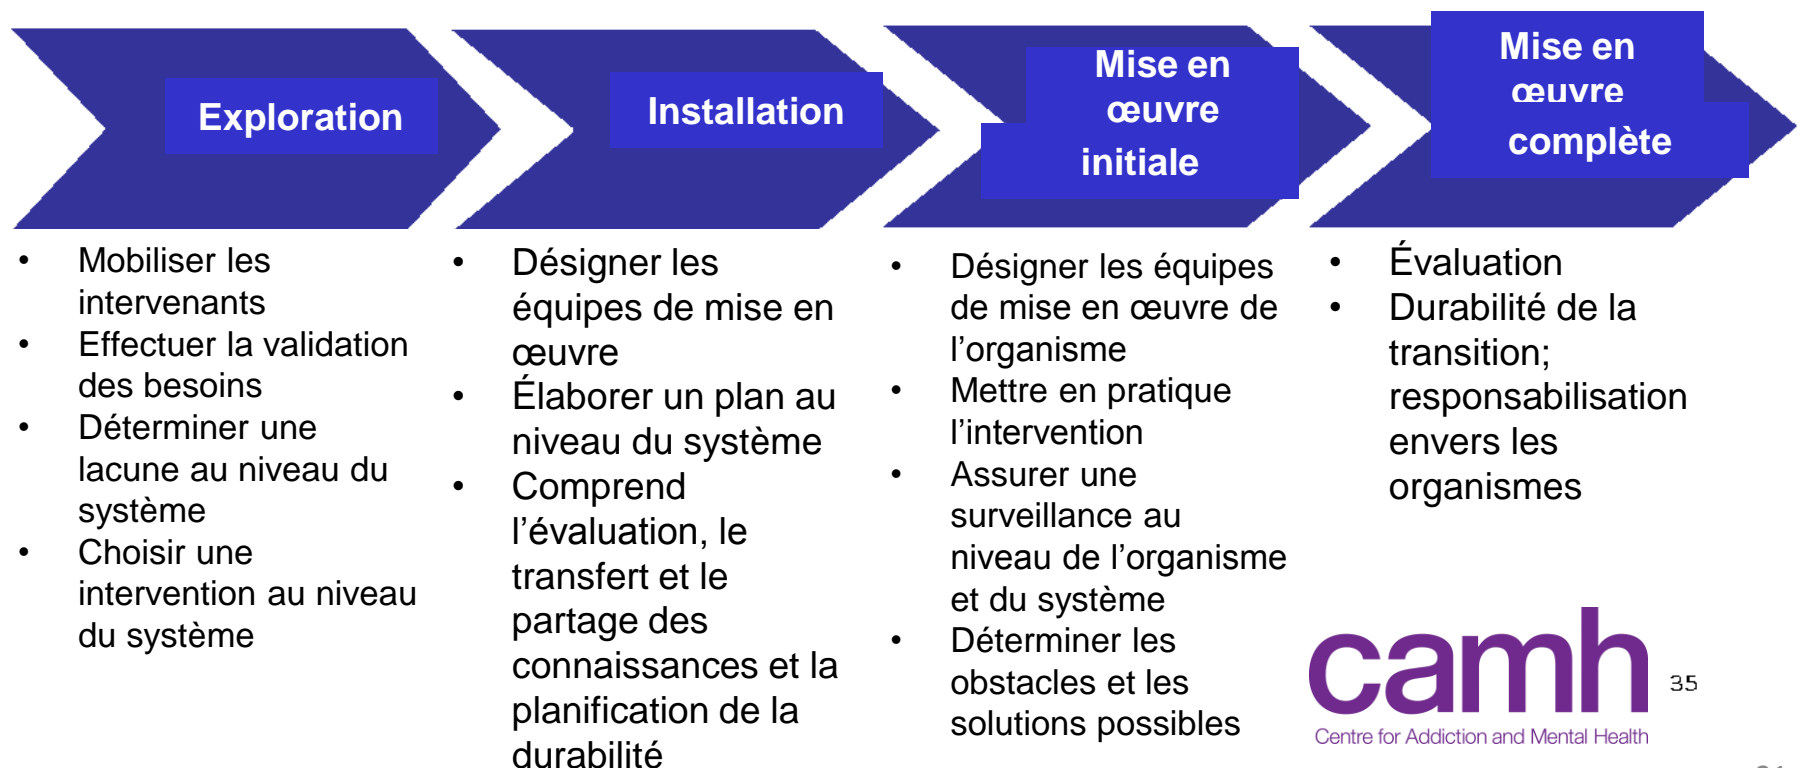 Exploration
Installation
Mise en
œuvre
initiale
Mise en
œuvre
complète
• Mobiliser les
intervenants
• Effectuer la validation
des besoins
• Déterminer une
lacune au niveau du
système
• Choisir une
intervention au niveau
du système
• Désigner les
équipes de mise en
œuvre
• Élaborer un plan au
niveau du système
• Comprend
l’évaluation, le
transfert et le
partage des
connaissances et la
planification de la
durabilité
• Désigner les équipes
de mise en œuvre de
l’organisme
• Mettre en pratique
l’intervention
• Assurer une
surveillance au
niveau de l’organisme
et du système
• Déterminer les
obstacles et les
solutions possibles
• Évaluation
• Durabilité de la
transition;
responsabilisation
envers les
organismes
camh
Centre for Addiction and Mental Health
35